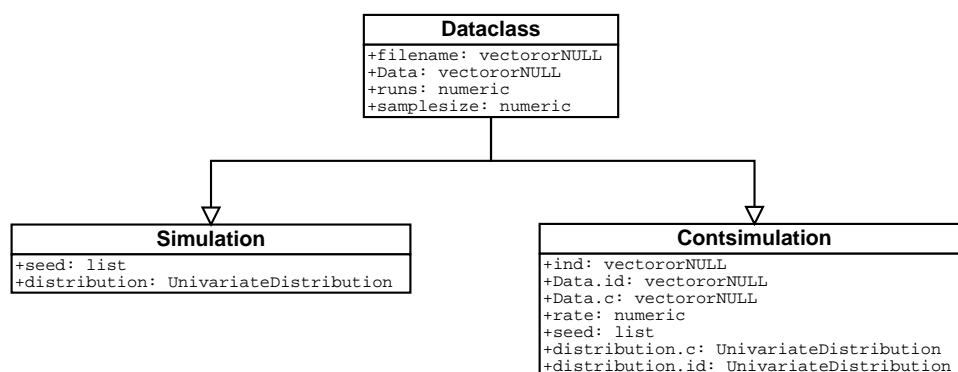 Dataclass
+filename: vectororNULL
+Data: vectororNULL
+runs: numeric
+samplesize: numeric
Simulation
+seed: list
+distribution: UnivariateDistribution
Contsimulation
+ind: vectororNULL
+Data.id: vectororNULL
+Data.c: vectororNULL
+rate: numeric
+seed: list
+distribution.c: UnivariateDistribution
+distribution.id: UnivariateDistribution